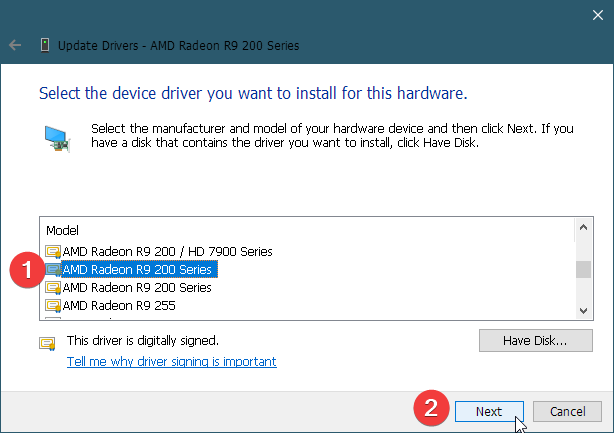 Update Drivers - AMD Radeon R9 200 Series
Select the device driver you want to install for this hardware.
Select the manufacturer and model of your hardware device and then click Next. If you
have a disk that contains the driver you want to install, click Have Disk.
Model
AMD Radeon R9 200 / HD 7900 Series
1
AMD Radeon R9 200 Series
AMD Radeon R9 200 Series
AMD Radeon R9 255
This driver is digitally signed.
Have Disk...
Tell me why driver signing is important
2
Next
Cancel